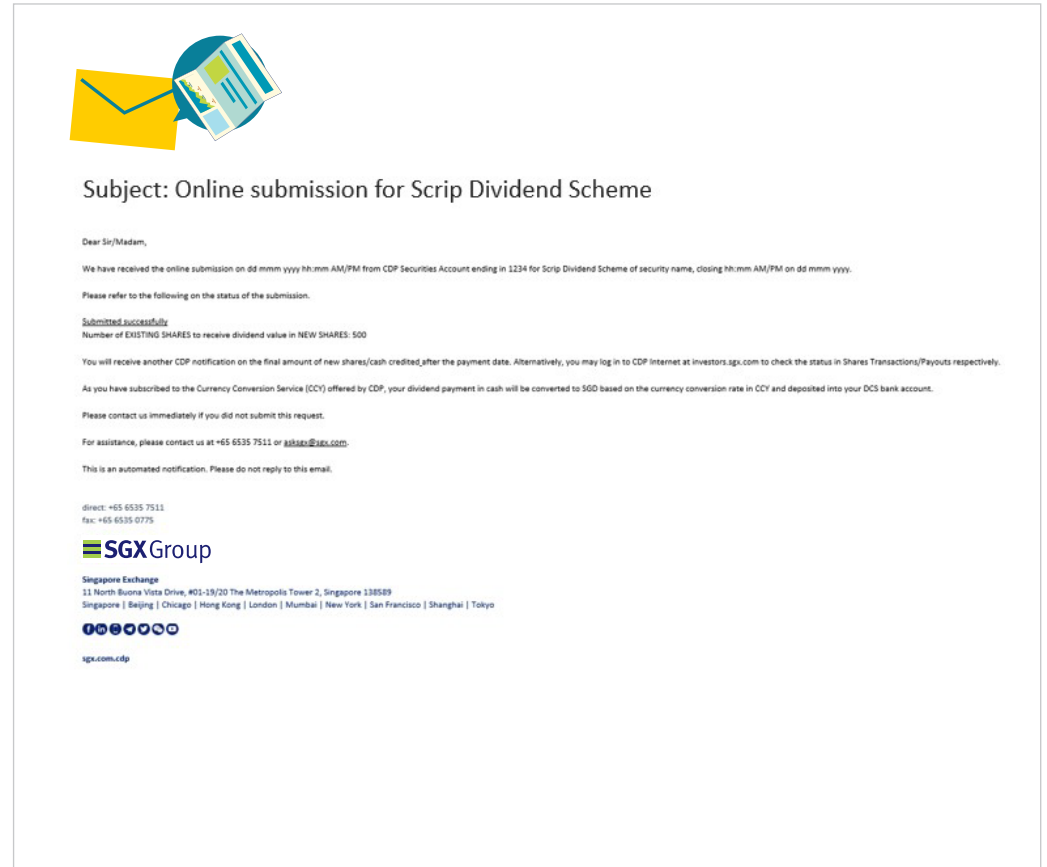 Subject: Online submission for Scrip Dividend Scheme
Dear Sir/Madam,
We have received the online submission on dd mmm yyyy hh:mm AM/PM from CDP Securities Account ending in 1234 for Scrip Dividend Scheme of security name, closing hh:mm AM/PM on dd mmm yyyy.
Please refer to the following on the status of the submission.
Submitted successfully
Number of EXISTING SHARES to receive dividend value in NEW SHARES: 500
You will receive another CDP notification on the final amount of new shares/cash credited after the payment date. Alternatively, you may log in to CDP Internet at investors.sgx.com to check the status in Shares Transactions/Payouts respectively.
As you have subscribed to the Currency Conversion Service (CCY) offered by CDP, your dividend payment in cash will be converted to SGD based on the currency conversion rate in CCY and deposited into your DCS bank account.
Please contact us immediately if you did not submit this request.
For assistance, please contact us at +65 6535 7511 or asksgx@sgx.com.
This is an automated notification. Please do not reply to this email.
direct: +65 6535 7511
fax: +65 6535 0775
SGXGroup
Singapore Exchange
11 North Buona Vista Drive, #01-19/20 The Metropolis Tower 2, Singapore 138589
Singapore | Beijing | Chicago | Hong Kong | London | Mumbai | New York | San Francisco | Shanghai | Tokyo
sgx.com.cdp